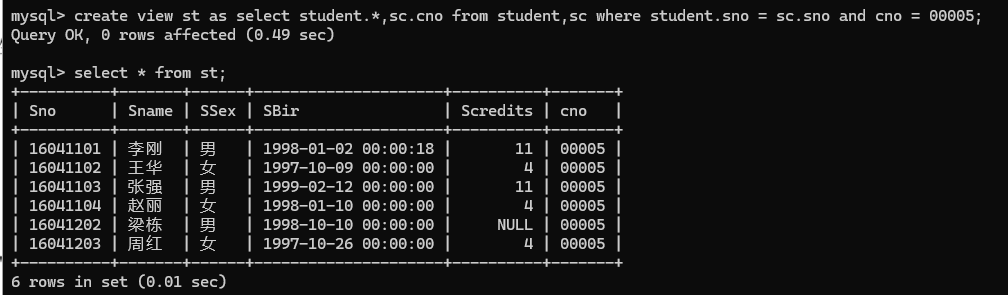 mysql> create view st as select student.*,sc.cno from student,sc where student.sno = sc.sno and cno = 00005;
Query OK, 0 rows affected (0.49 sec)
mysql> select * from st;
+----------+-------+------+---------------------+----------+-------+
| Sno      | Sname | SSex | SBir                | Scredits | cno   |
+----------+-------+------+---------------------+----------+-------+
| 16041101 | 李刚  | 男   | 1998-01-02 00:00:18 |       11 | 00005 |
| 16041102 | 王华  | 女   | 1997-10-09 00:00:00 |        4 | 00005 |
| 16041103 | 张强  | 男   | 1999-02-12 00:00:00 |       11 | 00005 |
| 16041104 | 赵丽  | 女   | 1998-01-10 00:00:00 |        4 | 00005 |
| 16041202 | 梁栋  | 男   | 1998-10-10 00:00:00 |     NULL | 00005 |
| 16041203 | 周红  | 女   | 1997-10-26 00:00:00 |        4 | 00005 |
+----------+-------+------+---------------------+----------+-------+
6 rows in set (0.01 sec)